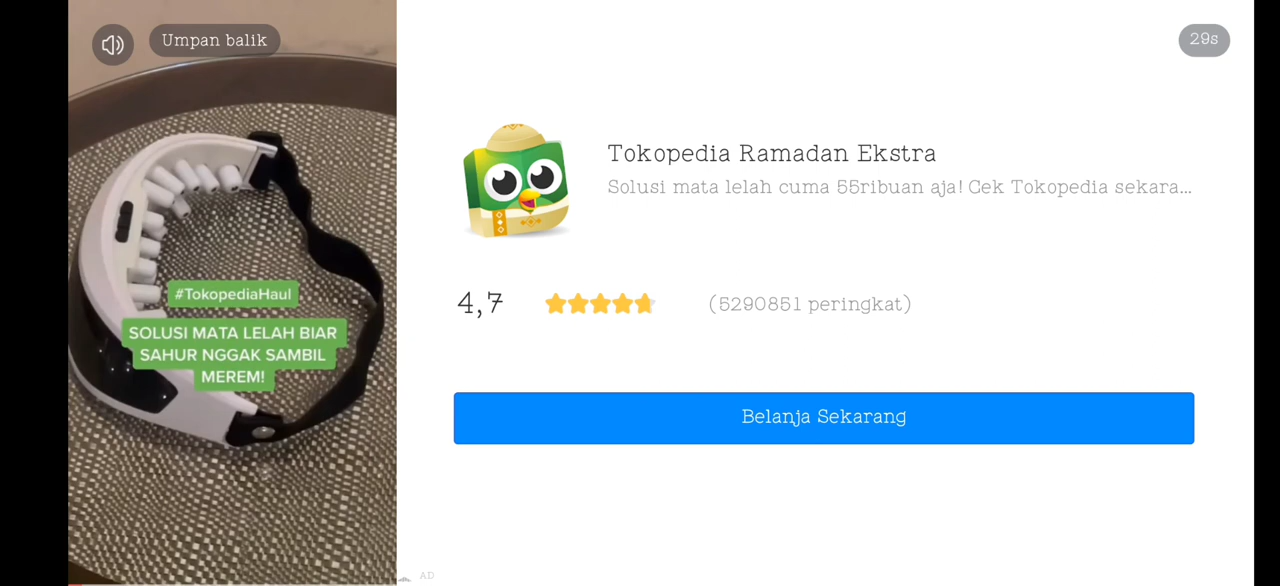 Umpan balik
29s
Tokopedia Ramadan Ekstra
Solusi mata lelah cuma 55ribuan aja! Cek Tokopedia sekara...
#TokopediaHaul
SOLUSI MATA LELAH BIAR
SAHUR NGGAK SAMBIL
MEREM!
4,7
(5290851 peringkat)
Belanja Sekarang
AD